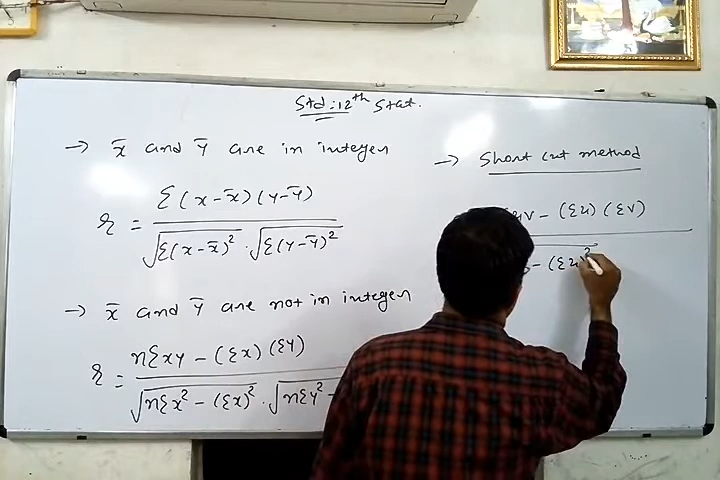 Std:-12th Stat.
→ x̄ and ȳ are in integer
r = Σ(x-x̄)(y-ȳ) / √Σ(x-x̄)² · √Σ(y-ȳ)²
→ x̄ and ȳ are not in integer
r = nΣxy - (Σx)(Σy) / √nΣx² - (Σx)² · √nΣy² -
→ Short cut method
uv - (Σu)(Σv)
- (Σu)²